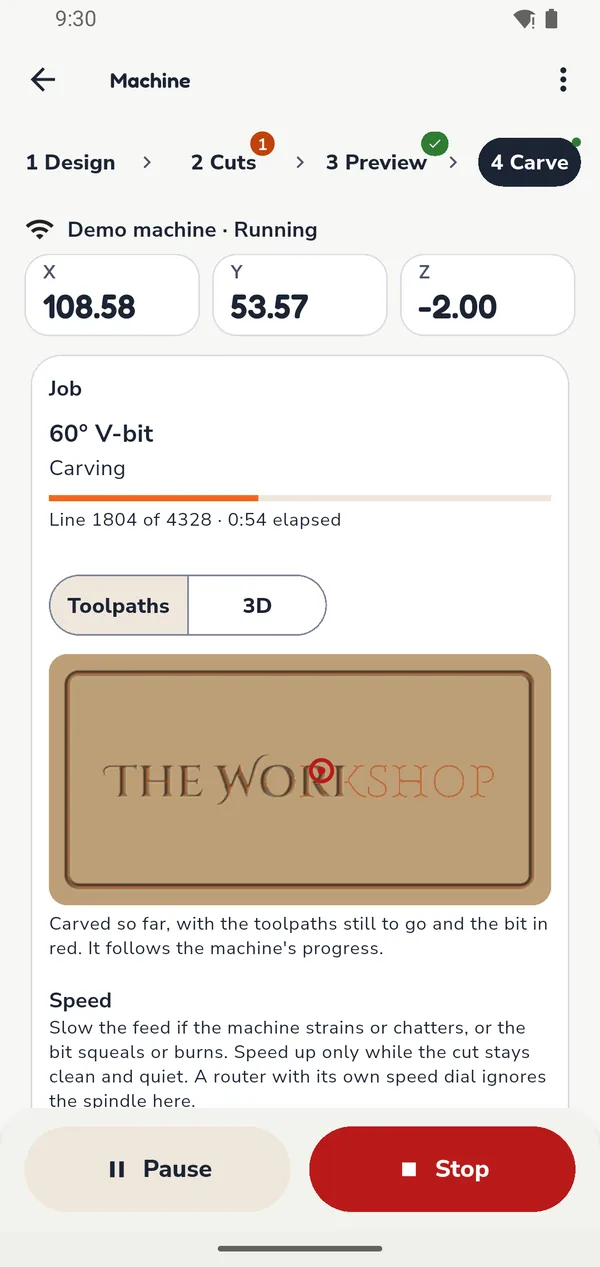 9:30
Machine
1 Design
2 Cuts
1
3 Preview
4 Carve
Demo machine · Running
X
108.58
Y
53.57
Z
-2.00
Job
60° V-bit
Carving
Line 1804 of 4328 · 0:54 elapsed
Toolpaths
3D
THE WORKSHOP
Carved so far, with the toolpaths still to go and the bit in
red. It follows the machine's progress.
Speed
Slow the feed if the machine strains or chatters, or the
bit squeals or burns. Speed up only while the cut stays
clean and quiet. A router with its own speed dial ignores
the spindle here.
Pause
Stop